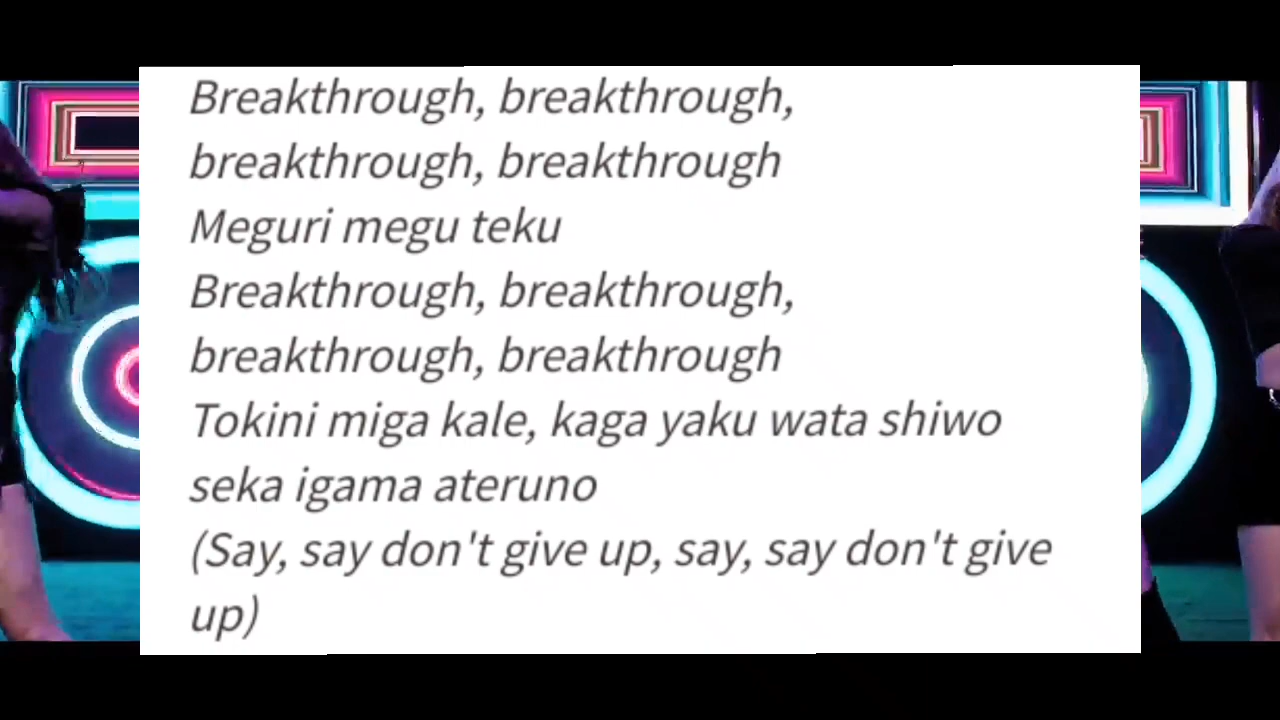 Breakthrough, breakthrough,
breakthrough, breakthrough
Meguri megu teku
Breakthrough, breakthrough,
breakthrough, breakthrough
Tokini miga kale, kaga yaku wata shiwo
seka igama ateruno
(Say, say don't give up, say, say don't give
up)